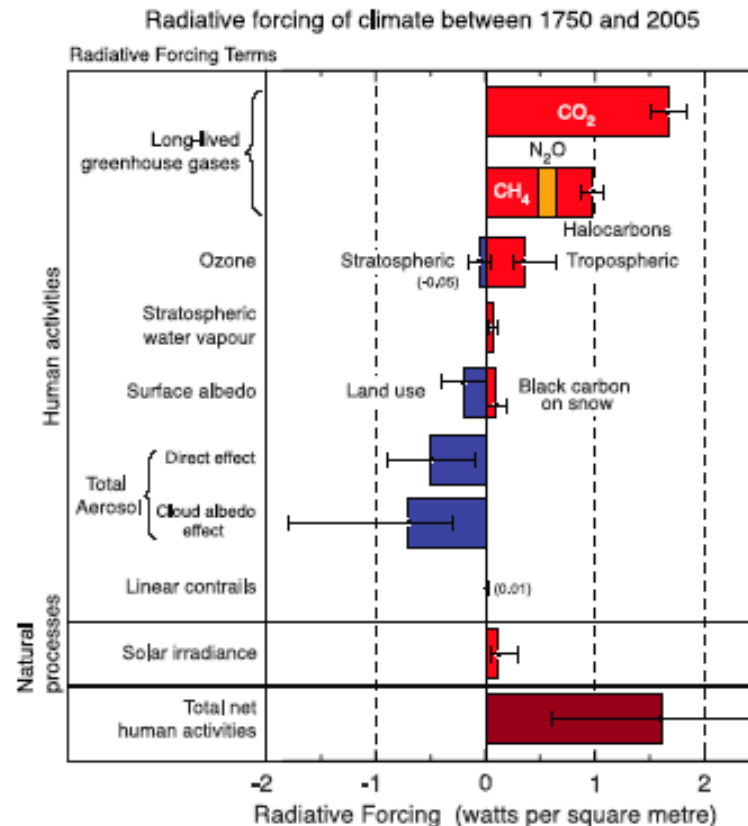 Radiative forcing of climate between 1750 and 2005
Radiative Forcing Terms
CO2
Long-lived
greenhouse gases
N2O
CH4
Halocarbons
Ozone
Stratospheric
(-0.05)
Tropospheric
Human activities
Stratospheric
water vapour
Surface albedo
Land use
Black carbon
on snow
Total
Aerosol
Direct effect
Cloud albedo
effect
Linear contrails
(0.01)
Natural
processes
Solar irradiance
Total net
human activities
-2 -1 0 1 2
Radiative Forcing (watts per square metre)